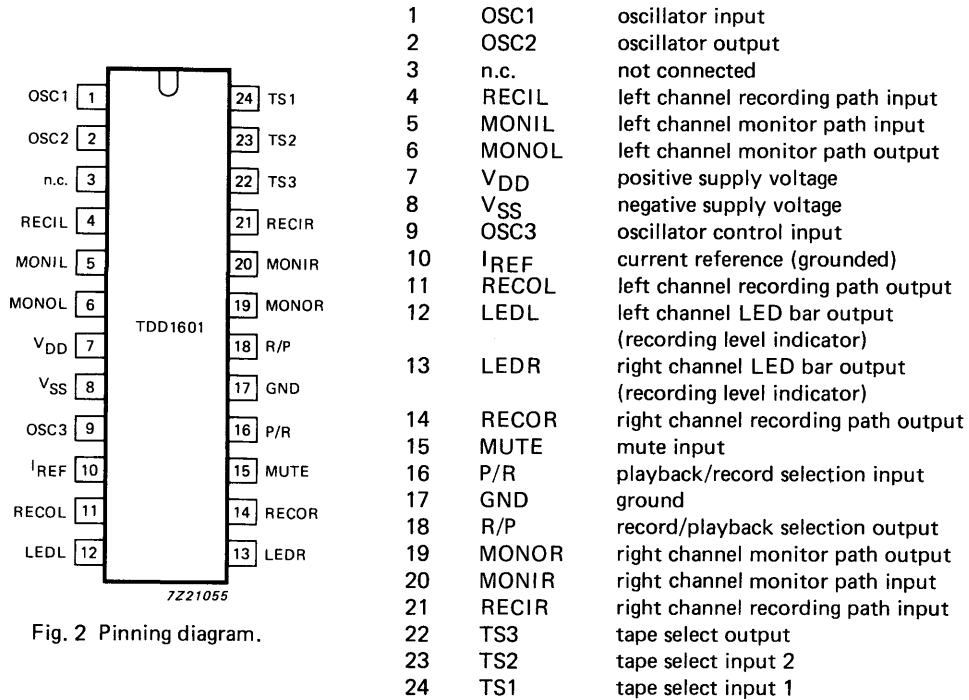 OSC1 1
OSC2 2
n.c. 3
RECIL 4
MONIL 5
MONOL 6
VDD 7
VSS 8
OSC3 9
IREF 10
RECOL 11
LEDL 12
TDD1601
24 TS1
23 TS2
22 TS3
21 RECIR
20 MONIR
19 MONOR
18 R/P
17 GND
16 P/R
15 MUTE
14 RECOR
13 LEDR
7Z21055
Fig. 2 Pinning diagram.
1 OSC1 oscillator input
2 OSC2 oscillator output
3 n.c. not connected
4 RECIL left channel recording path input
5 MONIL left channel monitor path input
6 MONOL left channel monitor path output
7 VDD positive supply voltage
8 VSS negative supply voltage
9 OSC3 oscillator control input
10 IREF current reference (grounded)
11 RECOL left channel recording path output
12 LEDL left channel LED bar output
(recording level indicator)
13 LEDR right channel LED bar output
(recording level indicator)
14 RECOR right channel recording path output
15 MUTE mute input
16 P/R playback/record selection input
17 GND ground
18 R/P record/playback selection output
19 MONOR right channel monitor path output
20 MONIR right channel monitor path input
21 RECIR right channel recording path input
22 TS3 tape select output
23 TS2 tape select input 2
24 TS1 tape select input 1